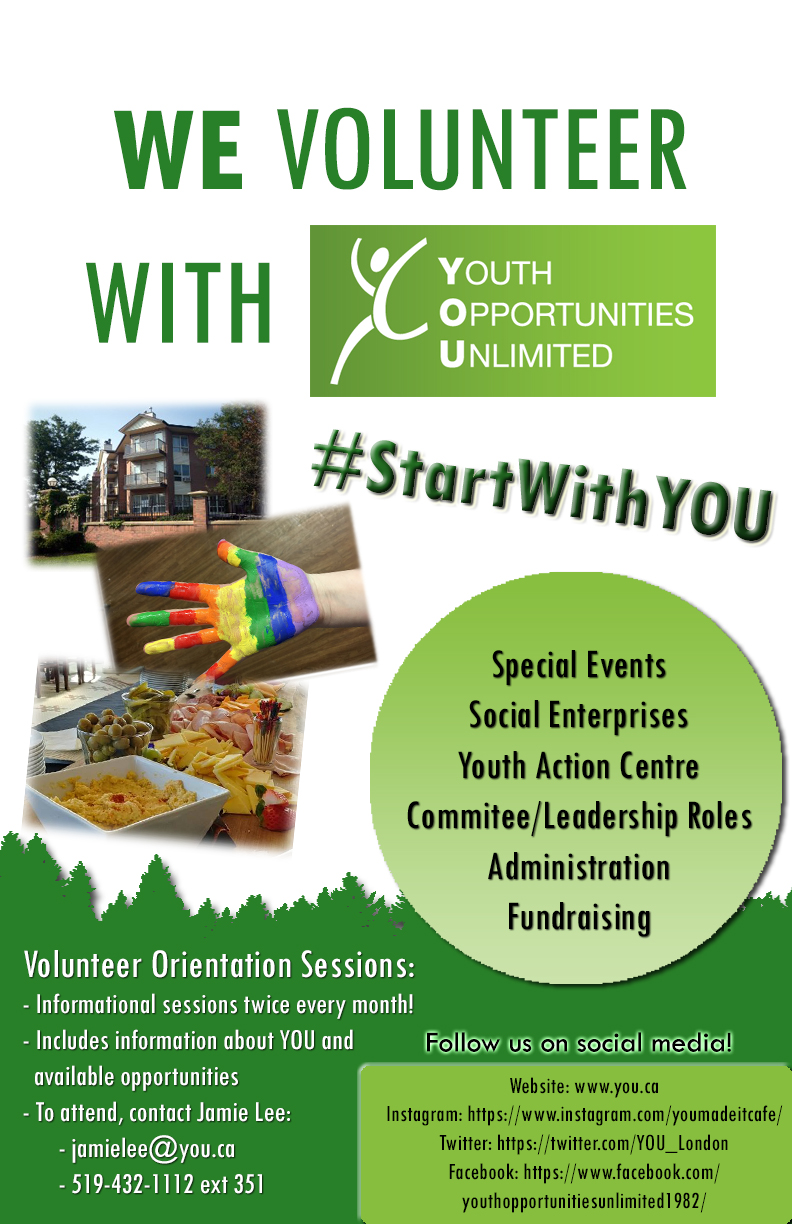 WE VOLUNTEER
WITH
YOUTH
OPPORTUNITIES
UNLIMITED
#StartWithYOU
Special Events
Social Enterprises
Youth Action Centre
Commitee/Leadership Roles
Administration
Fundraising
Volunteer Orientation Sessions:
- Informational sessions twice every month!
- Includes information about YOU and
available opportunities
- To attend, contact Jamie Lee:
- jamielee@you.ca
- 519-432-1112 ext 351
Follow us on social media!
Website: www.you.ca
Instagram: https://www.instagram.com/youmadeitcafe/
Twitter: https://twitter.com/YOU_London
Facebook: https://www.facebook.com/
youthopportunitiesunlimited1982/